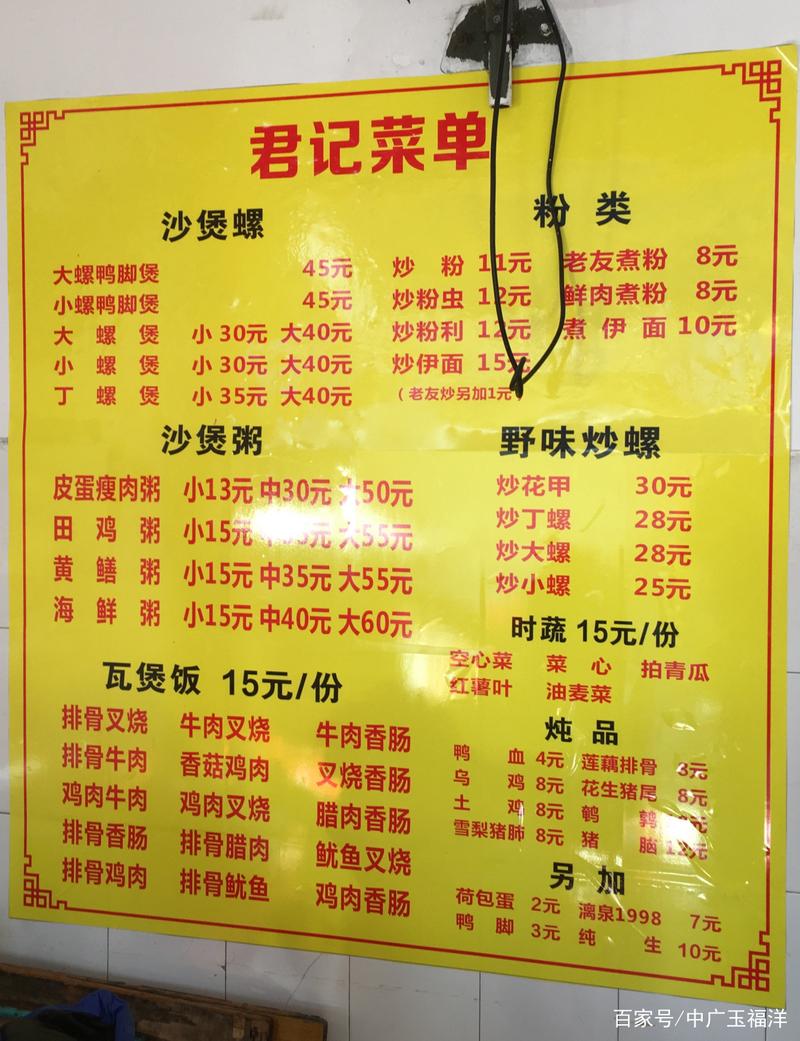 君记菜单
沙煲螺
大螺鸭脚煲 45元
小螺鸭脚煲 45元
大螺煲 小30元 大40元
小螺煲 小30元 大40元
丁螺煲 小35元 大40元
粉类
炒粉 11元 老友煮粉 8元
炒粉虫 12元 鲜肉煮粉 8元
炒粉利 12元 煮伊面 10元
炒伊面 15元
（老友炒另加1元）
沙煲粥
皮蛋瘦肉粥 小13元 中30元 大50元
田鸡粥 小15元 大55元
黄鳝粥 小15元 中35元 大55元
海鲜粥 小15元 中40元 大60元
野味炒螺
炒花甲 30元
炒丁螺 28元
炒大螺 28元
炒小螺 25元
时蔬 15元/份
空心菜 菜心 拍青瓜
红薯叶 油麦菜
瓦煲饭 15元/份
排骨叉烧 牛肉叉烧 牛肉香肠
排骨牛肉 香菇鸡肉 叉烧香肠
鸡肉牛肉 鸡肉叉烧 腊肉香肠
排骨香肠 排骨腊肉 鱿鱼叉烧
排骨鸡肉 排骨鱿鱼 鸡肉香肠
炖品
鸭血 4元 莲藕排骨
乌鸡 8元 花生猪尾 8元
土鸡 8元 鹌鹑
雪梨猪肺 8元 猪脑
另加
荷包蛋 2元 漓泉1998 7元
鸭脚 3元 纯生 10元
百家号/中广玉福洋